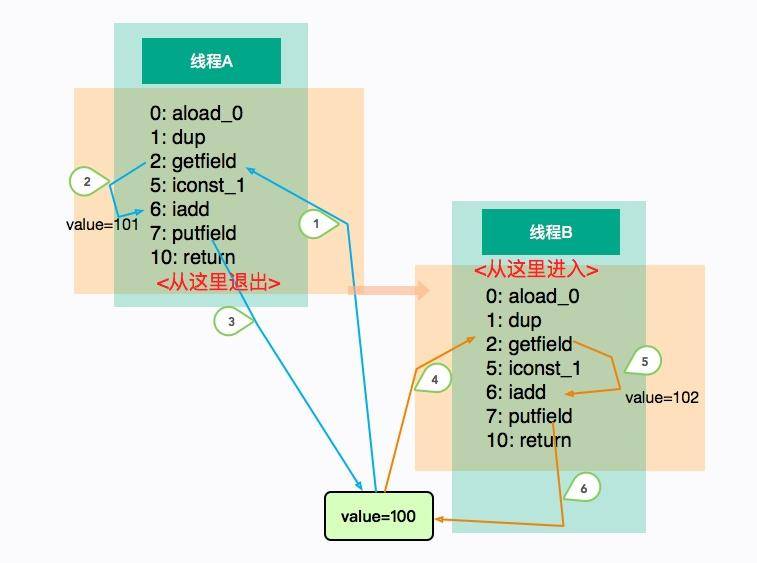 线程A
0: aload_0
1: dup
2: getfield
5: iconst_1
6: iadd
7: putfield
10: return
<从这里退出>
2
value=101
1
3
线程B
<从这里进入>
0: aload_0
1: dup
2: getfield
5: iconst_1
6: iadd
7: putfield
10: return
4
5
value=102
6
value=100